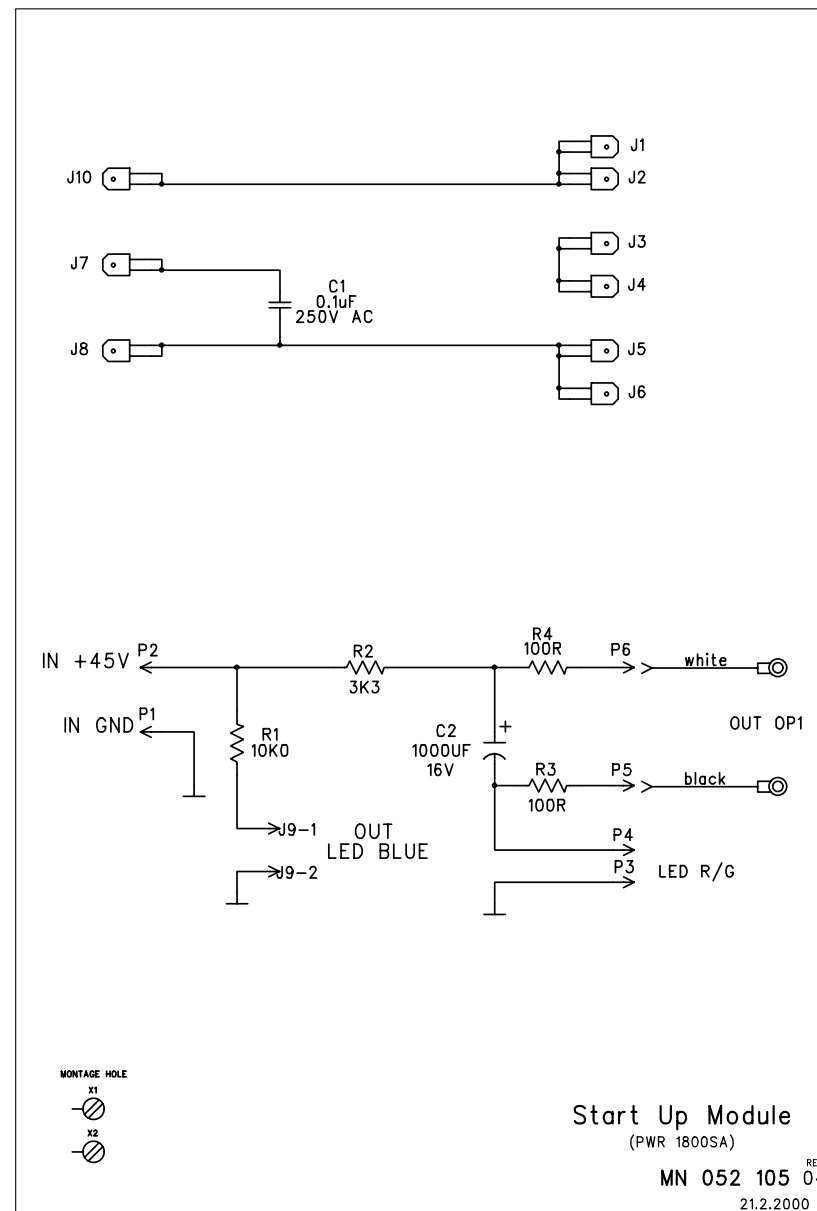 J1
J10
J2
J3
J7
J4
C1
0.1uF
250V AC
J8
J5
J6
IN +45V
P2
R2
3K3
R4
100R
P6
white
IN GND
P1
R1
10K0
C2
1000UF
16V
+
OUT OP1
R3
100R
P5
black
J9-1
OUT
LED BLUE
J9-2
P4
P3
LED R/G
MONTAGE HOLE
X1
X2
Start Up Module
(PWR 1800SA)
MN 052 105
21.2.2000